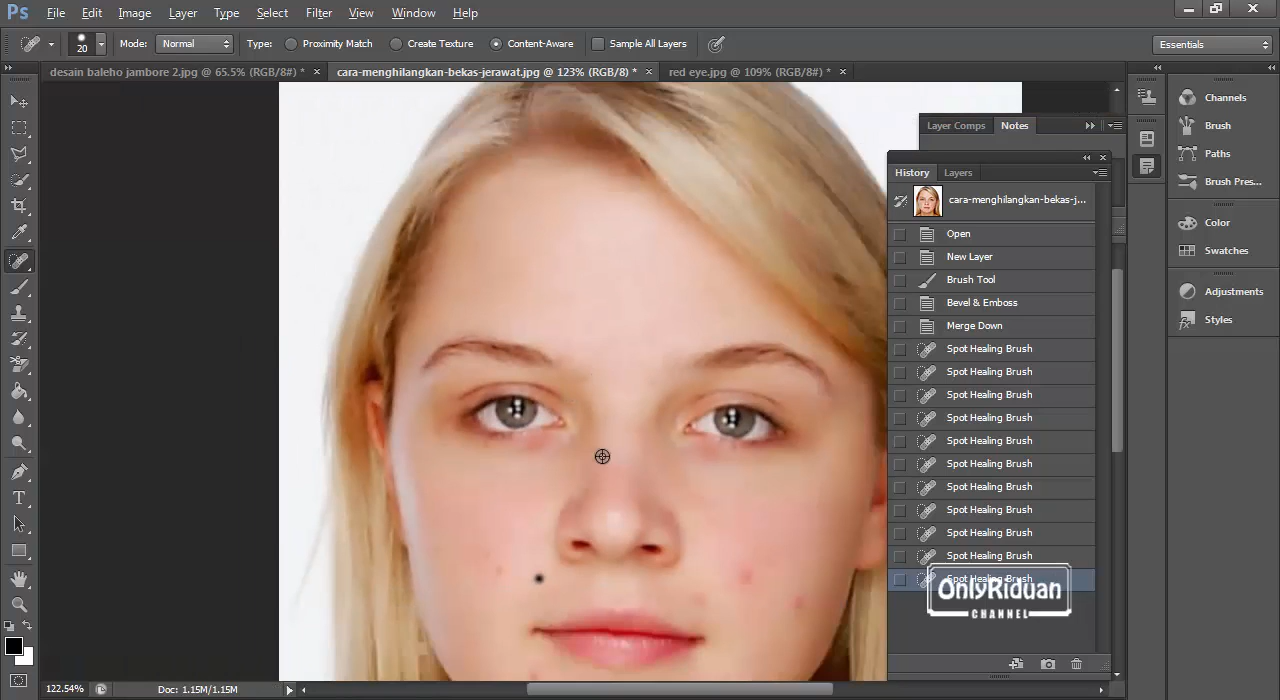 Ps File Edit Image Layer Type Select Filter View Window Help
20 Mode: Normal Type: Proximity Match Create Texture Content-Aware Sample All Layers Essentials
desain baleho jambore 2.jpg @ 65.5% (RGB/8#) * × cara-menghilangkan-bekas-jerawat.jpg @ 123% (RGB/8) * × red eye.jpg @ 109% (RGB/8#) * ×
Layer Comps Notes
History Layers
cara-menghilangkan-bekas-j...
Open
New Layer
Brush Tool
Bevel & Emboss
Merge Down
Spot Healing Brush
Spot Healing Brush
Spot Healing Brush
Spot Healing Brush
Spot Healing Brush
Spot Healing Brush
Spot Healing Brush
Spot Healing Brush
Spot Healing Brush
Spot Healing Brush
Spot Healing Brush
OnlyRiduan
CHANNEL
Channels
Brush
Paths
Brush Pres...
Color
Swatches
Adjustments
Styles
122.54% Doc: 1.15M/1.15M